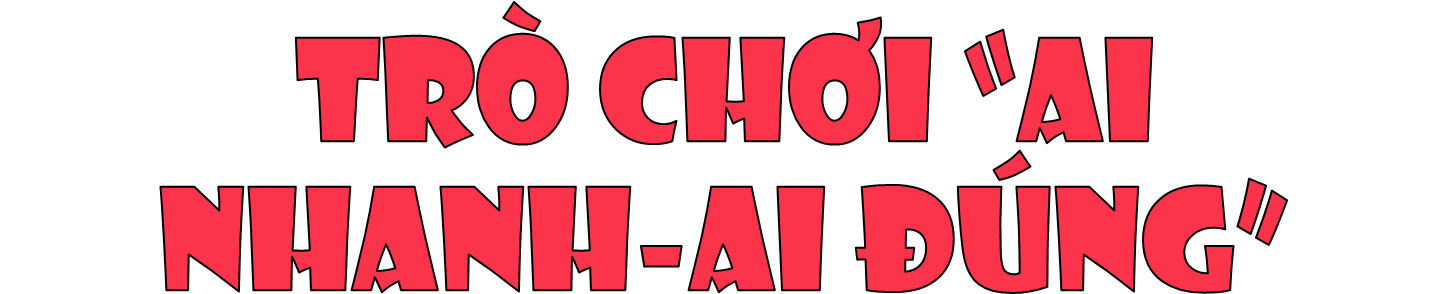 TRÒ CHƠI "AI
NHANH-AI ĐÚNG"